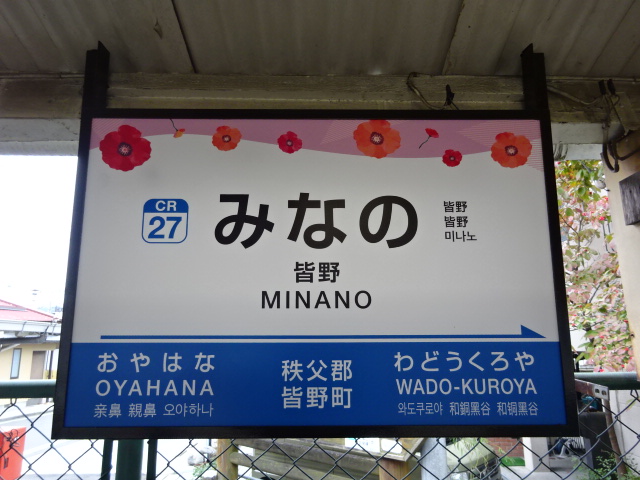 CR
27
みなの
皆野
皆野
미나노
皆野
MINANO
おやはな
OYAHANA
亲鼻 親鼻 오야하나
秩父郡
皆野町
わどうくろや
WADO-KUROYA
와도쿠로야 和銅黒谷 和铜黑谷